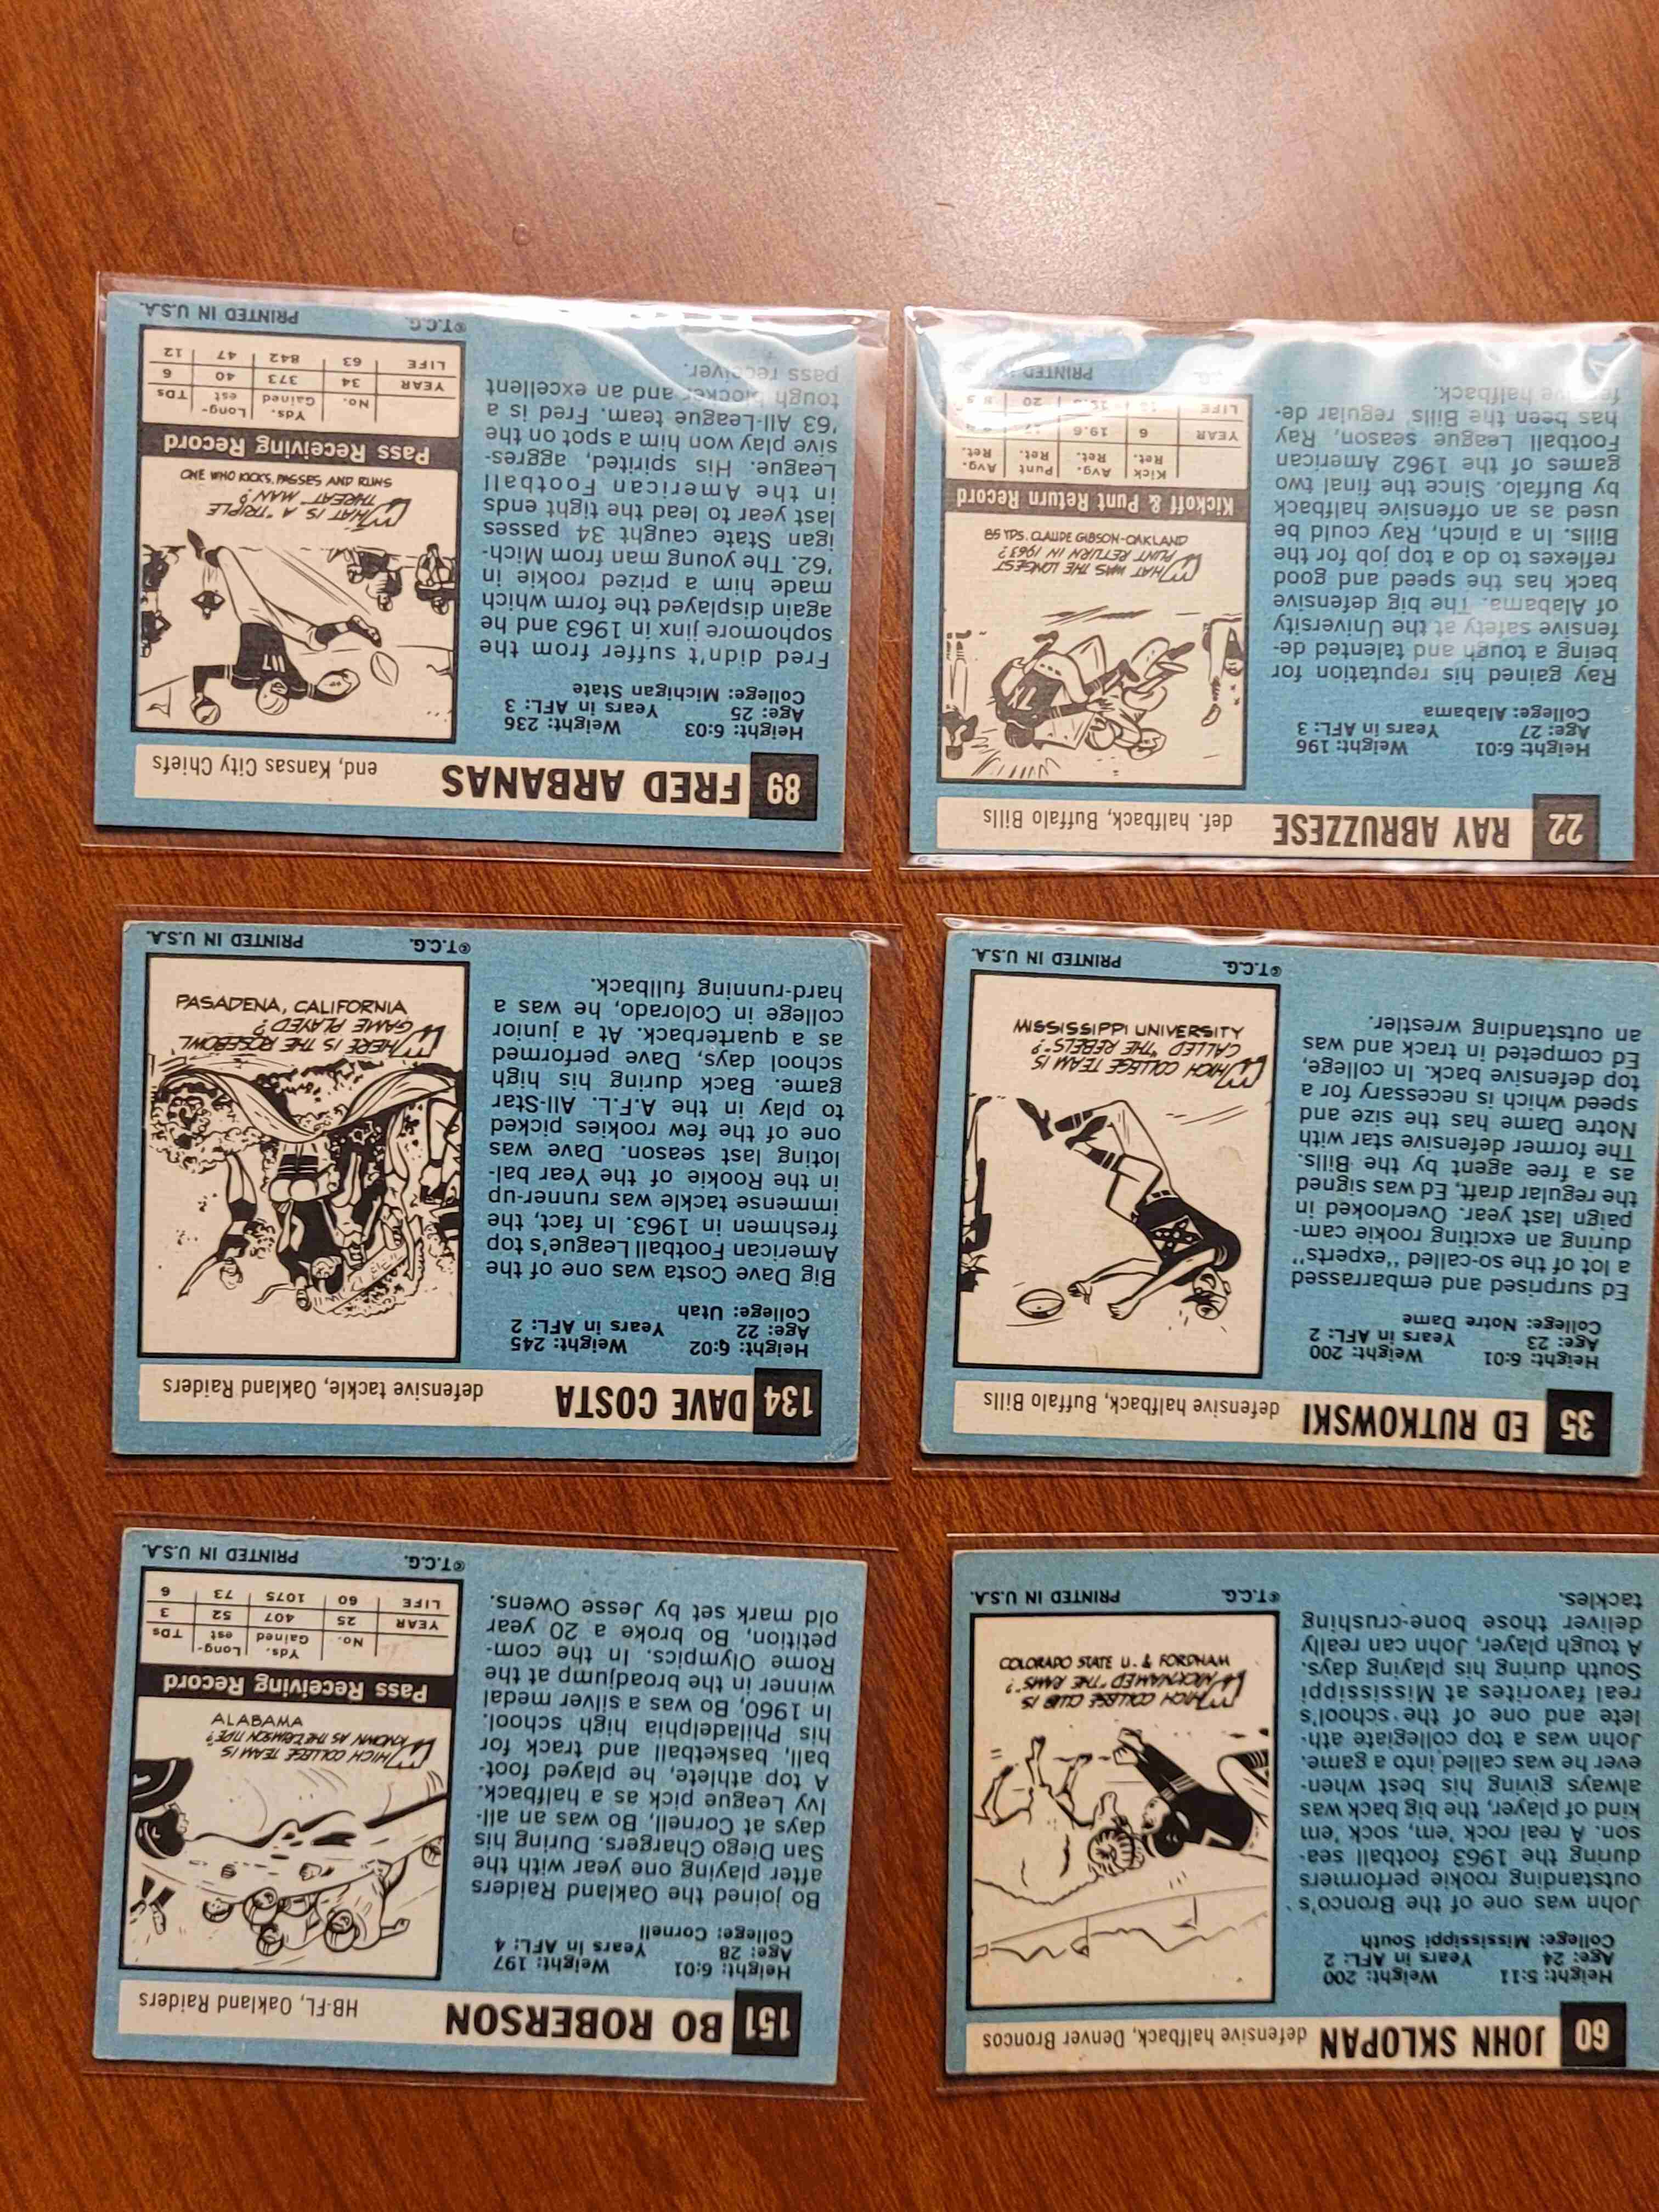 60 JOHN SKLOPAN defensive halfback, Denver Broncos
Height: 5:11 Weight: 200
Age: 24 Years in AFL: 2
College: Mississippi South
John was one of the Bronco's
outstanding rookie performers
during the 1963 football sea-
son. A real rock 'em, sock 'em
kind of player, the big back was
always giving his best when-
ever he was called into a game.
John was a top collegiate ath-
lete and one of the school's
real favorites at Mississippi
South during his playing days.
A tough player, John can really
deliver those bone-crushing
tackles.
WHICH COLLEGE CLUB IS
NICKNAMED "THE RAMS"?
COLORADO STATE U. & FORDHAM
©T.C.G. PRINTED IN U.S.A.
151 BO ROBERSON HB-FL, Oakland Raiders
Height: 6:01 Weight: 197
Age: 28 Years in AFL: 4
College: Cornell
Bo joined the Oakland Raiders
after playing one year with the
San Diego Chargers. During his
days at Cornell, Bo was an all-
Ivy League pick as a halfback.
A top athlete, he played foot-
ball, basketball and track for
his Philadelphia high school.
In 1960, Bo was a silver medal
winner in the broadjump at the
Rome Olympics. In the com-
petition, Bo broke a 20 year
old mark set by Jesse Owens.
WHICH COLLEGE TEAM IS
KNOWN AS THE CRIMSON TIDE?
ALABAMA
Pass Receiving Record
No. Yds. Gained Long-est TDs
YEAR 25 407 52 3
LIFE 60 1075 73 6
©T.C.G. PRINTED IN U.S.A.
35 ED RUTKOWSKI defensive halfback, Buffalo Bills
Height: 6:01 Weight: 200
Age: 23 Years in AFL: 2
College: Notre Dame
Ed surprised and embarrassed
a lot of the so-called "experts"
during an exciting rookie cam-
paign last year. Overlooked in
the regular draft, Ed was signed
as a free agent by the Bills.
The former defensive star with
Notre Dame has the size and
speed which is necessary for a
top defensive back. In college,
Ed competed in track and was
an outstanding wrestler.
WHICH COLLEGE TEAM IS
CALLED "THE REBELS"?
MISSISSIPPI UNIVERSITY
©T.C.G. PRINTED IN U.S.A.
134 DAVE COSTA defensive tackle, Oakland Raiders
Height: 6:02 Weight: 245
Age: 22 Years in AFL: 2
College: Utah
Big Dave Costa was one of the
American Football League's top
freshmen in 1963. In fact, the
immense tackle was runner-up
in the Rookie of the Year bal-
loting last season. Dave was
one of the few rookies picked
to play in the A.F.L. All-Star
game. Back during his high
school days, Dave performed
as a quarterback. At a junior
college in Colorado, he was a
hard-running fullback.
WHERE IS THE ROSEBOWL
GAME PLAYED?
PASADENA, CALIFORNIA
©T.C.G. PRINTED IN U.S.A.
22 RAY ABRUZZESE def. halfback, Buffalo Bills
Height: 6:01 Weight: 196
Age: 27 Years in AFL: 3
College: Alabama
Ray gained his reputation for
being a tough and talented de-
fensive safety at the University
of Alabama. The big defensive
back has the speed and good
reflexes to do a top job for the
Bills. In a pinch, Ray could be
used as an offensive halfback
by Buffalo. Since the final two
games of the 1962 American
Football League season, Ray
has been the Bills' regular de-
fensive halfback.
WHAT WAS THE LONGEST
PUNT RETURN IN 1963?
85 YDS. CLAUDE GIBSON-OAKLAND
Kickoff & Punt Return Record
Kick Ret. Avg. Ret. Punt Ret. Avg. Ret.
YEAR 6 19.6
LIFE 20
PRINTED
89 FRED ARBANAS end, Kansas City Chiefs
Height: 6:03 Weight: 236
Age: 25 Years in AFL: 3
College: Michigan State
Fred didn't suffer from the
sophomore jinx in 1963 and he
again displayed the form which
made him a prized rookie in
'62. The young man from Mich-
igan State caught 34 passes
last year to lead the tight ends
in the American Football
League. His spirited, aggres-
sive play won him a spot on the
'63 All-League team. Fred is a
tough blocker and an excellent
pass receiver.
WHAT IS A "TRIPLE
THREAT" MAN?
ONE WHO KICKS, PASSES AND RUNS
Pass Receiving Record
No. Yds. Gained Long-est TDs
YEAR 34 373 40 6
LIFE 63 842 47 12
©T.C.G. PRINTED IN U.S.A.